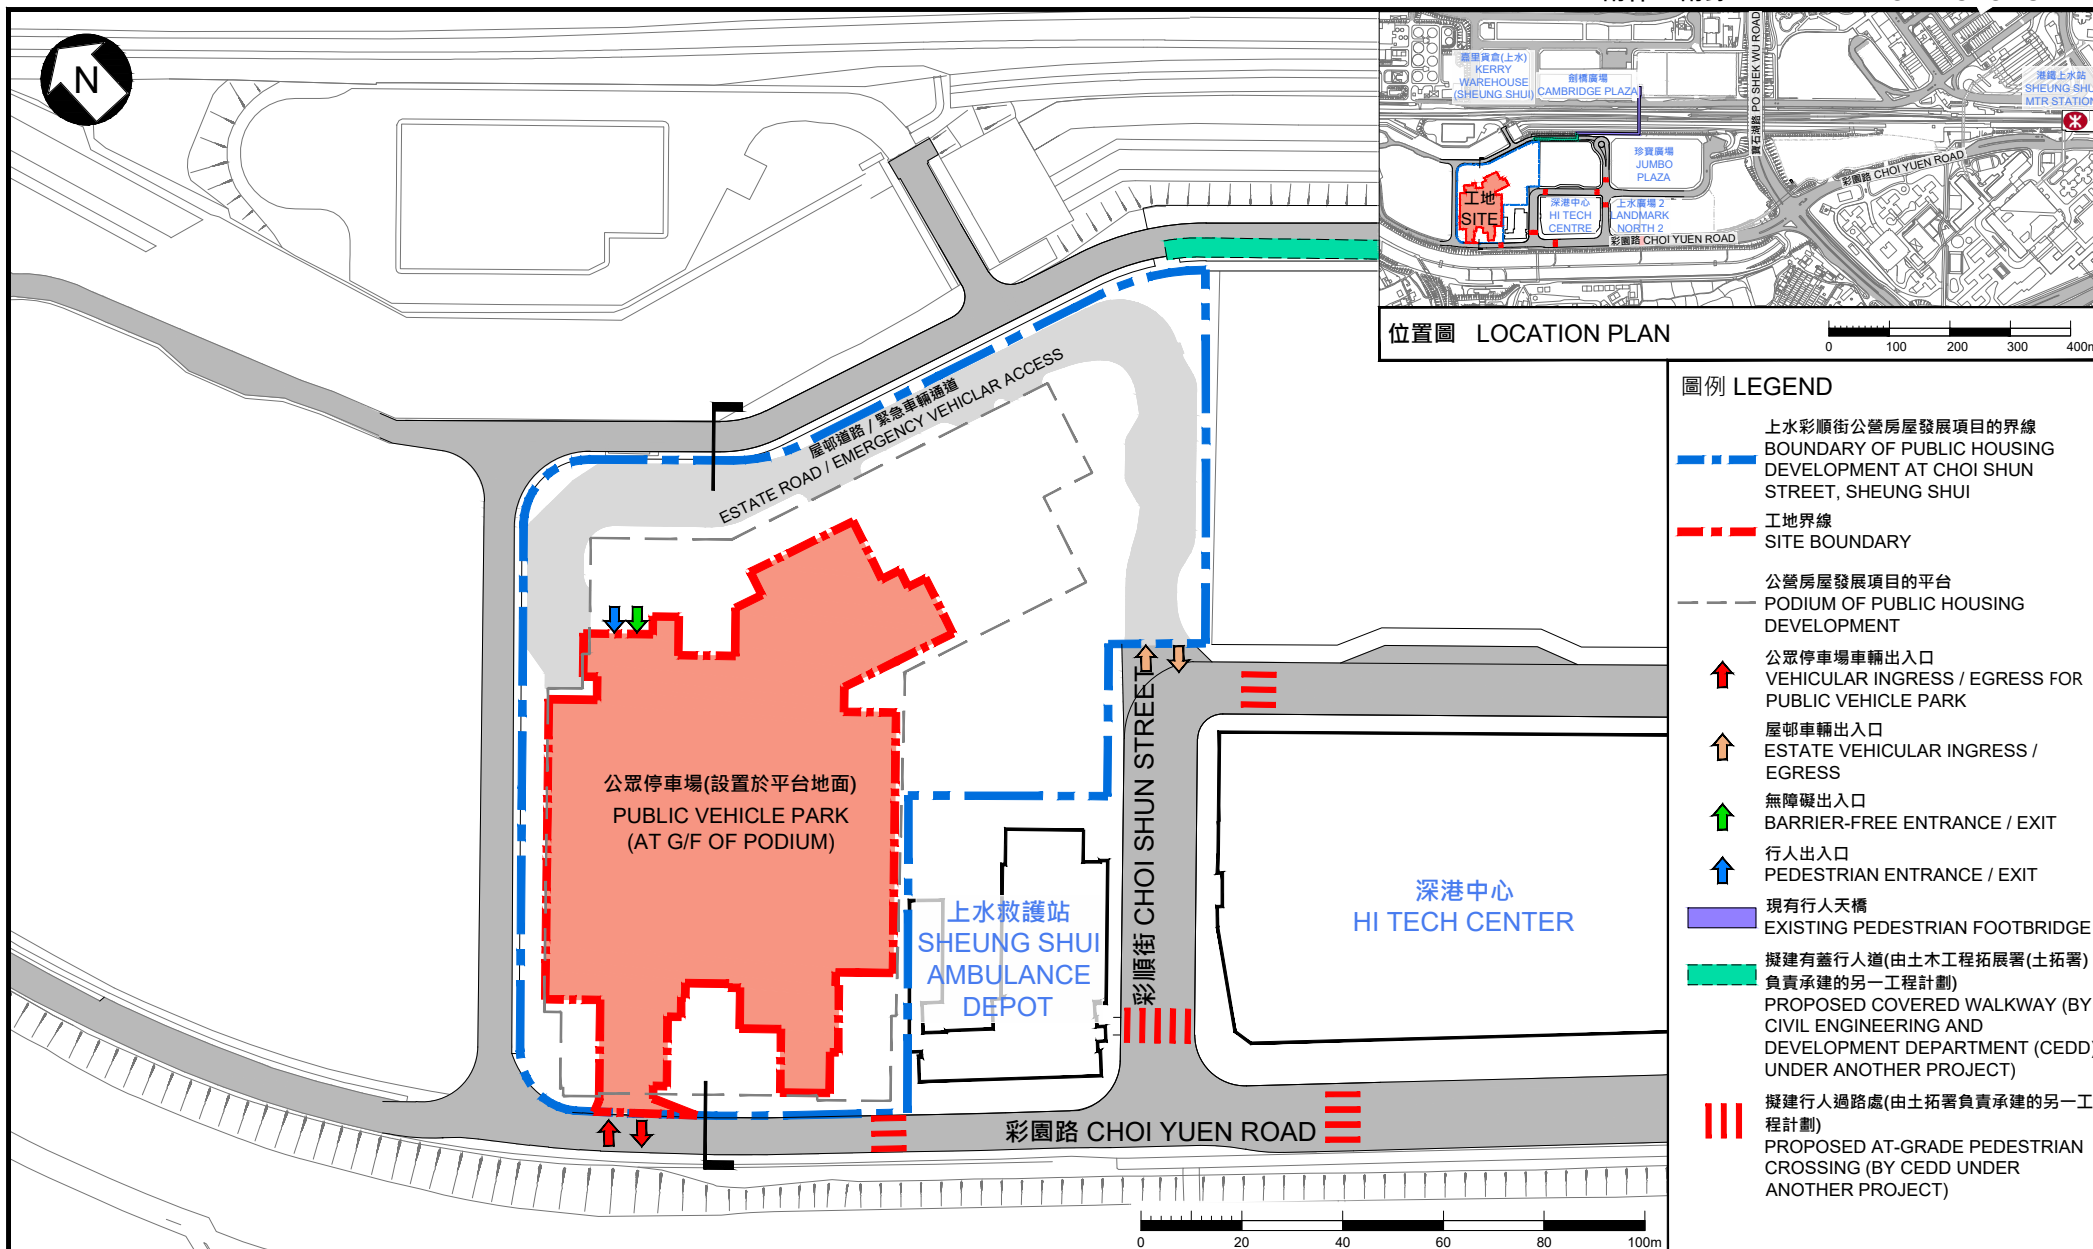 N
嘉里貨倉(上水)
KERRY
WAREHOUSE
(SHEUNG SHUI)
劍橋廣場
CAMBRIDGE PLAZA
寶石湖路 PO SHEK WU ROAD
港鐵上水站
SHEUNG SHUI
MTR STATION
珍寶廣場
JUMBO
PLAZA
彩園路 CHOI YUEN ROAD
工地
SITE
深港中心
HI TECH
CENTRE
上水廣場 2
LANDMARK
NORTH 2
彩園路 CHOI YUEN ROAD
位置圖 LOCATION PLAN
0 100 200 300 400m
屋邨道路 / 緊急車輛通道
ESTATE ROAD / EMERGENCY VEHICLAR ACCESS
公眾停車場(設置於平台地面)
PUBLIC VEHICLE PARK
(AT G/F OF PODIUM)
上水救護站
SHEUNG SHUI
AMBULANCE
DEPOT
彩順街 CHOI SHUN STREET
深港中心
HI TECH CENTER
彩園路 CHOI YUEN ROAD
0 20 40 60 80 100m
圖例 LEGEND
上水彩順街公營房屋發展項目的界線
BOUNDARY OF PUBLIC HOUSING
DEVELOPMENT AT CHOI SHUN
STREET, SHEUNG SHUI
工地界線
SITE BOUNDARY
公營房屋發展項目的平台
PODIUM OF PUBLIC HOUSING
DEVELOPMENT
公眾停車場車輛出入口
VEHICULAR INGRESS / EGRESS FOR
PUBLIC VEHICLE PARK
屋邨車輛出入口
ESTATE VEHICULAR INGRESS /
EGRESS
無障礙出入口
BARRIER-FREE ENTRANCE / EXIT
行人出入口
PEDESTRIAN ENTRANCE / EXIT
現有行人天橋
EXISTING PEDESTRIAN FOOTBRIDGE
擬建有蓋行人道(由土木工程拓展署(土拓署)
負責承建的另一工程計劃)
PROPOSED COVERED WALKWAY (BY
CIVIL ENGINEERING AND
DEVELOPMENT DEPARTMENT (CEDD)
UNDER ANOTHER PROJECT)
擬建行人過路處(由土拓署負責承建的另一工
程計劃)
PROPOSED AT-GRADE PEDESTRIAN
CROSSING (BY CEDD UNDER
ANOTHER PROJECT)